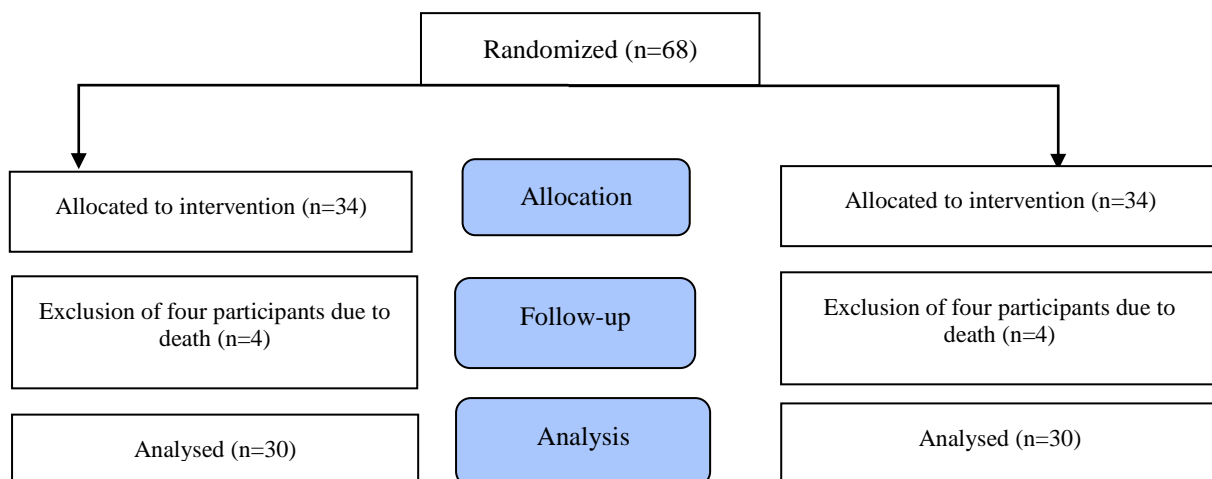 Randomized (n=68)
Allocated to intervention (n=34)
Allocation
Allocated to intervention (n=34)
Exclusion of four participants due to
death (n=4)
Follow-up
Exclusion of four participants due to
death (n=4)
Analysed (n=30)
Analysis
Analysed (n=30)